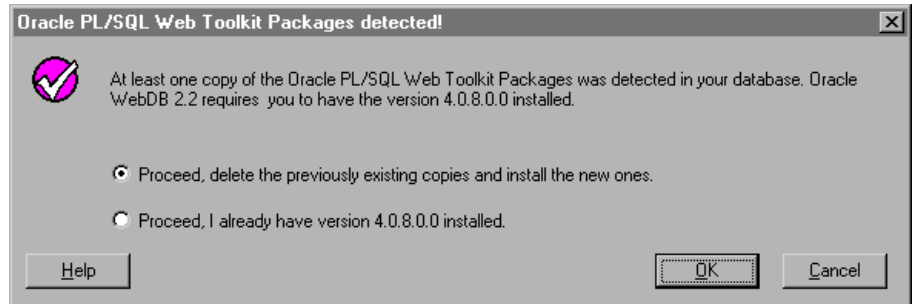 Oracle PL/SQL Web Toolkit Packages detected!
At least one copy of the Oracle PL/SQL Web Toolkit Packages was detected in your database. Oracle
WebDB 2.2 requires you to have the version 4.0.8.0.0 installed.
Proceed, delete the previously existing copies and install the new ones.
Proceed, I already have version 4.0.8.0.0 installed.
Help
OK
Cancel